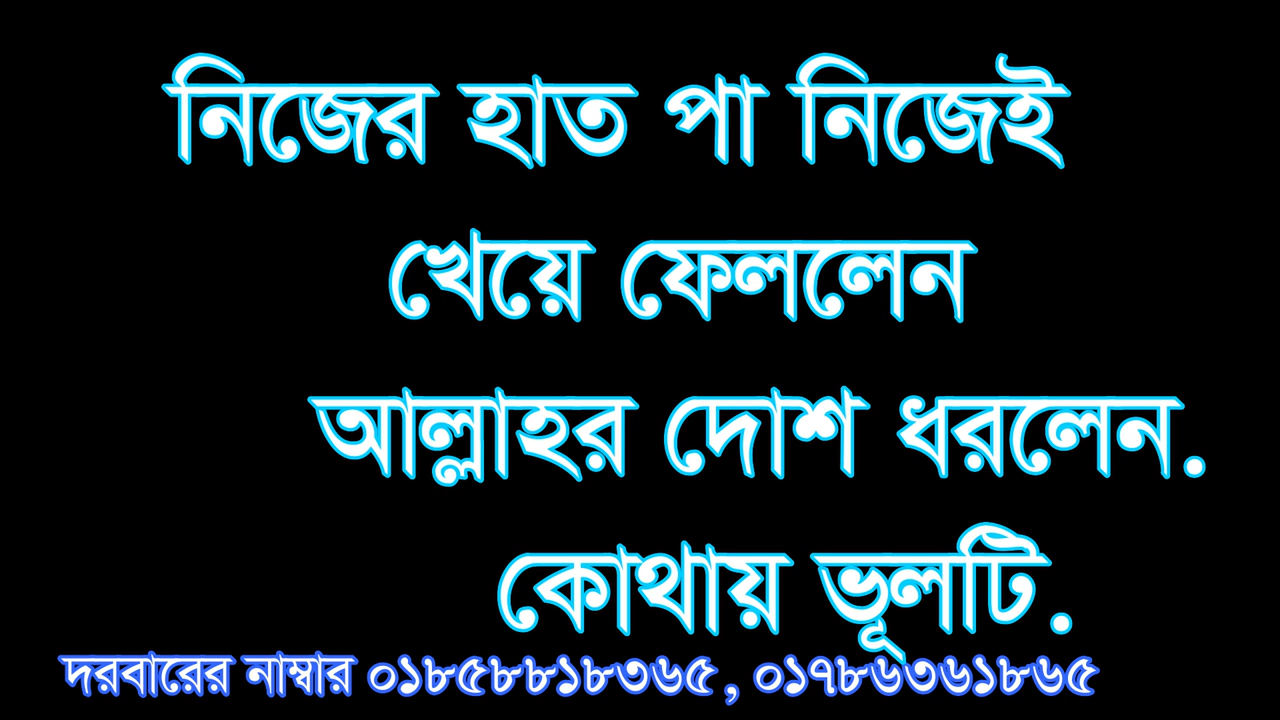 নিজের হাত পা নিজেই
খেয়ে ফেললেন
আল্লাহর দোশ ধরলেন.
কোথায় ভূলটি.
দরবারের নাম্বার ০১৮৫৮৮১৮৩৬৫, ০১৭৮৬৩৬১৮৬৫